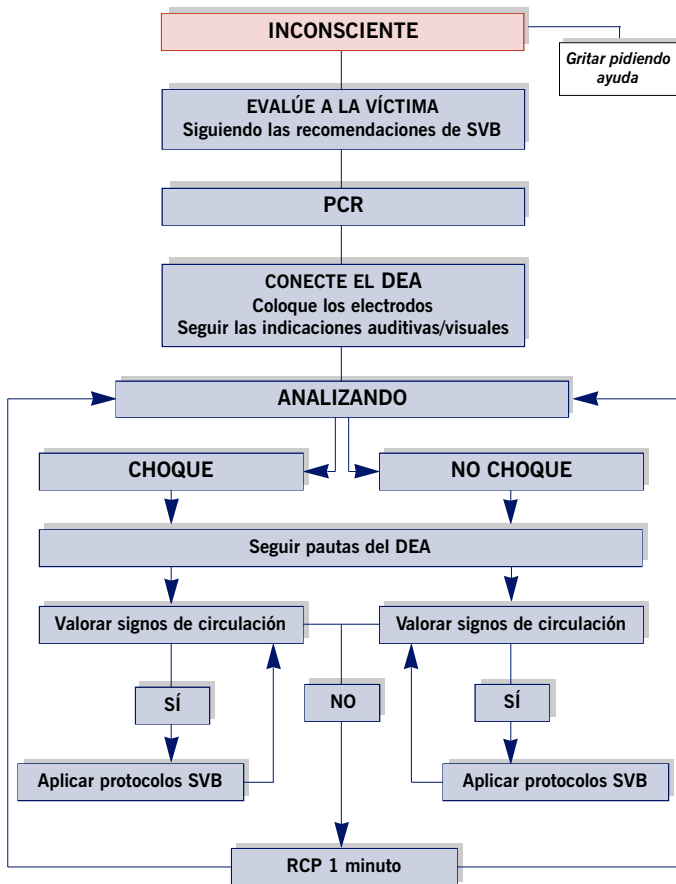 INCONSCIENTE
Gritar pidiendo
ayuda
EVALÚE A LA VÍCTIMA
Siguiendo las recomendaciones de SVB
PCR
CONECTE EL DEA
Coloque los electrodos
Seguir las indicaciones auditivas/visuales
ANALIZANDO
CHOQUE
NO CHOQUE
Seguir pautas del DEA
Valorar signos de circulación
Valorar signos de circulación
SÍ
NO
SÍ
Aplicar protocolos SVB
Aplicar protocolos SVB
RCP 1 minuto